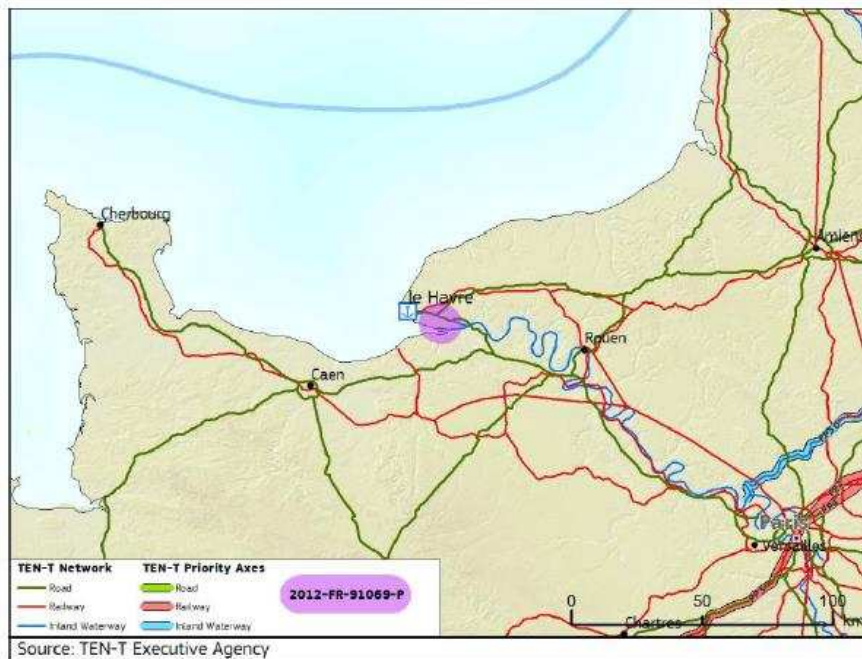 Cherbourg
Amiens
le Havre
Rouen
Caen
Paris
Versailles
TEN-T Network
TEN-T Priority Axes
Road
Road
2012-FR-91069-P
Railway
Railway
Inland Waterway
Inland Waterway
0
50
100
km
Chartres
Source: TEN-T Executive Agency